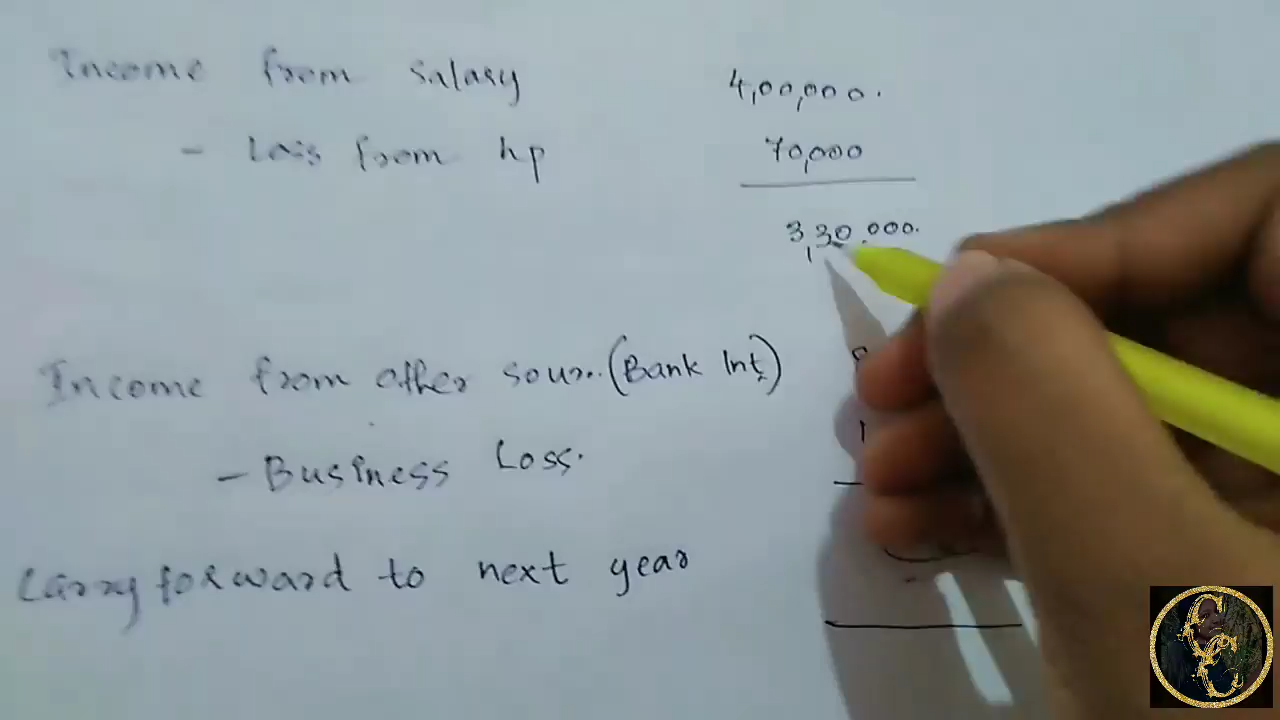 Income from salary 4,00,000.
- Loss from hp 70,000
3,30,000.
Income from other sour.. (Bank Int.)
- Business Loss.
Carry forward to next year